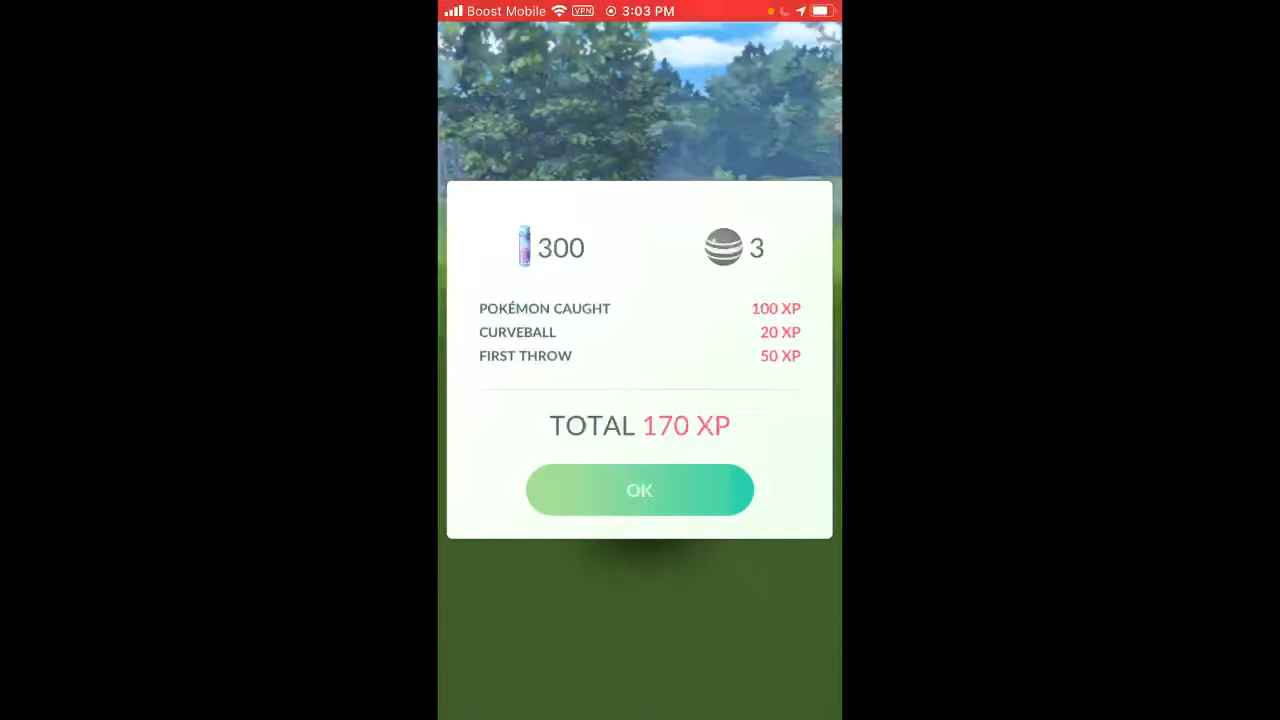 Boost Mobile VPN 3:03 PM
300 3
POKÉMON CAUGHT 100 XP
CURVEBALL 20 XP
FIRST THROW 50 XP
TOTAL 170 XP
OK